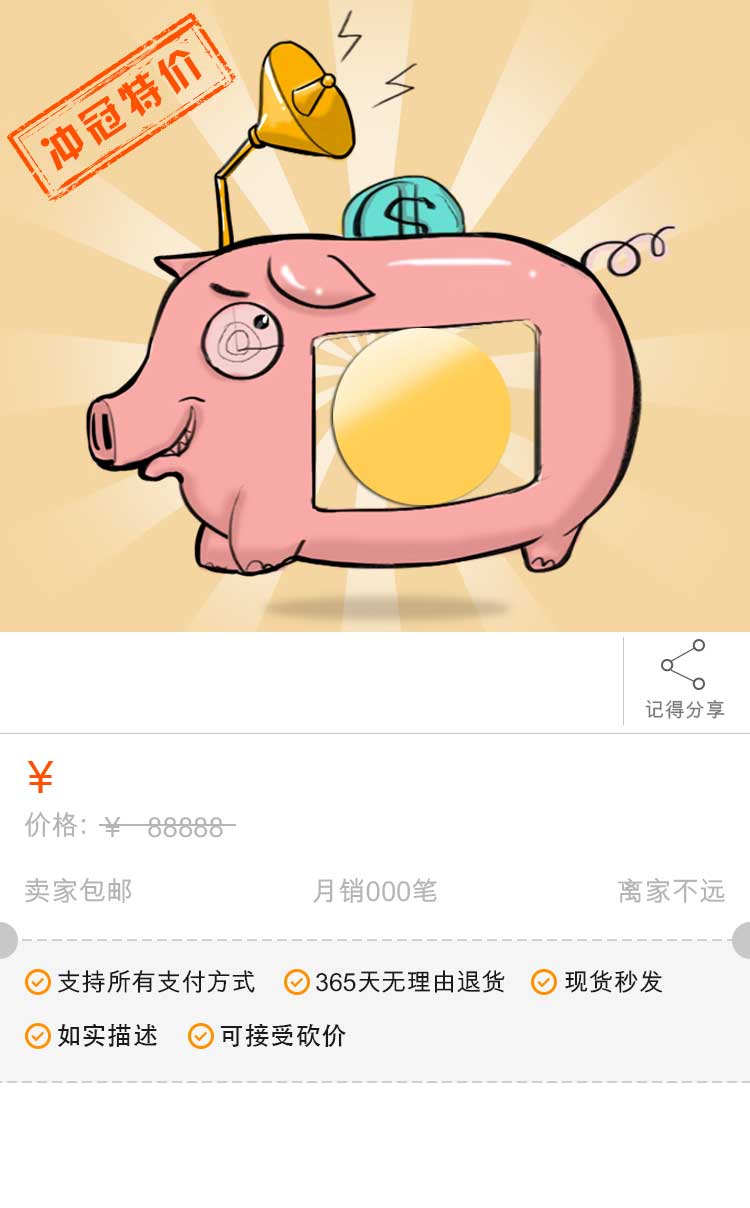 冲冠特价
$
记得分享
¥
价格: ¥ 88888
卖家包邮 月销000笔 离家不远
支持所有支付方式 365天无理由退货 现货秒发
如实描述 可接受砍价